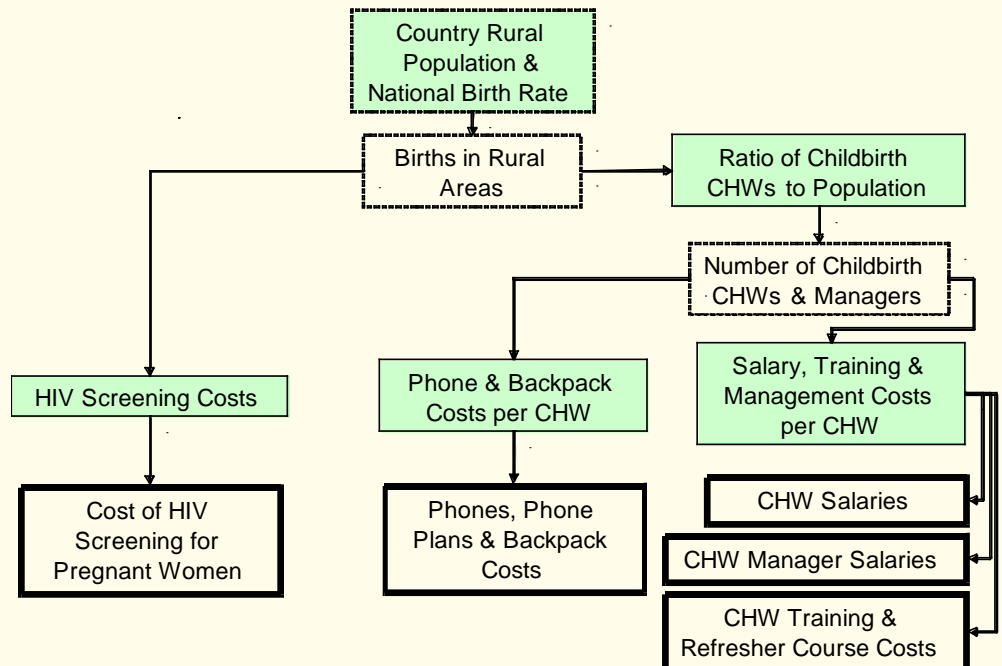 Country Rural
Population &
National Birth Rate
Births in Rural
Areas
Ratio of Childbirth
CHWs to Population
Number of Childbirth
CHWs & Managers
HIV Screening Costs
Phone & Backpack
Costs per CHW
Salary, Training &
Management Costs
per CHW
Cost of HIV
Screening for
Pregnant Women
Phones, Phone
Plans & Backpack
Costs
CHW Salaries
CHW Manager Salaries
CHW Training &
Refresher Course Costs